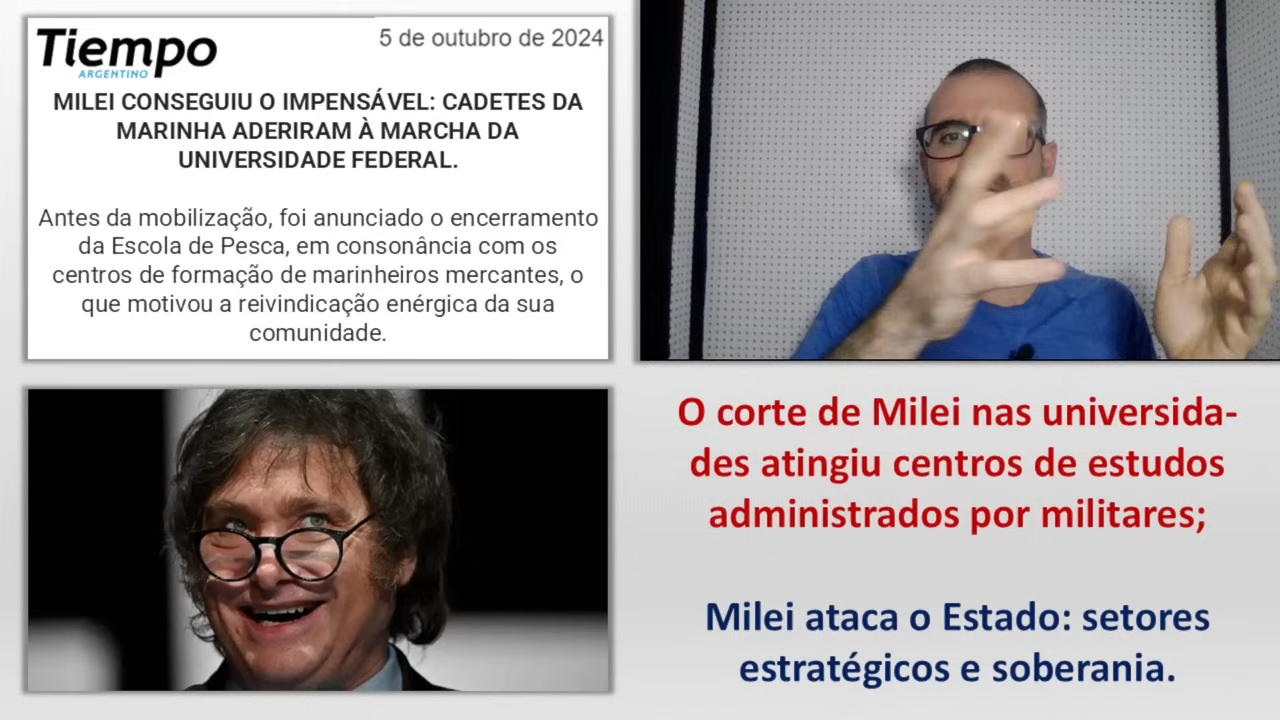 Tiempo
ARGENTINO
5 de outubro de 2024
MILEI CONSEGUIU O IMPENSÁVEL: CADETES DA
MARINHA ADERIRAM À MARCHA DA
UNIVERSIDADE FEDERAL.
Antes da mobilização, foi anunciado o encerramento
da Escola de Pesca, em consonância com os
centros de formação de marinheiros mercantes, o
que motivou a reivindicação enérgica da sua
comunidade.
O corte de Milei nas universida-
des atingiu centros de estudos
administrados por militares;
Milei ataca o Estado: setores
estratégicos e soberania.